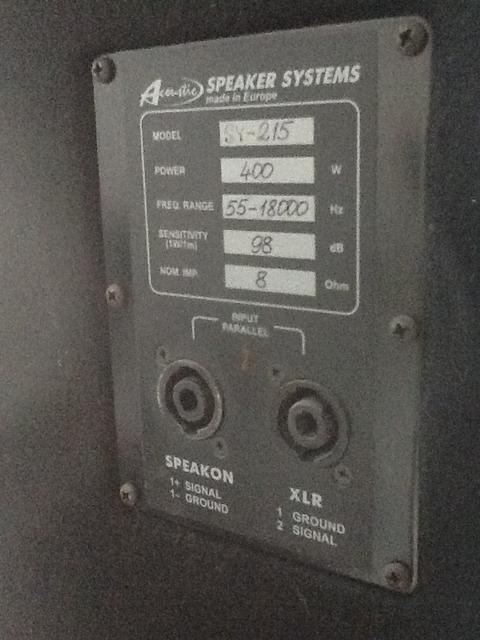 Acoustic SPEAKER SYSTEMS
made in Europe
MODEL SY-215
POWER 400 W
FREQ. RANGE 55-18000 Hz
SENSITIVITY
(1W/1m) 98 dB
NOM. IMP. 8 Ohm
INPUT
PARALLEL
SPEAKON
1+ SIGNAL
1- GROUND
XLR
1 GROUND
2 SIGNAL